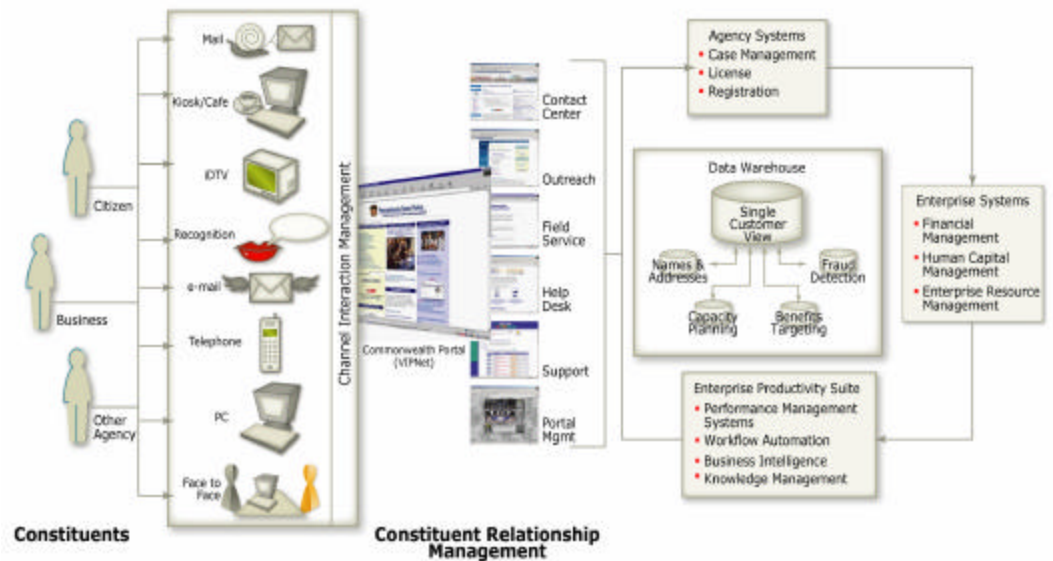 Mail
Kiosk/Cafe
iDTV
Recognition
e-mail
Telephone
PC
Face to
Face
Citizen
Business
Other
Agency
Constituents
Channel Interaction Management
Commonwealth Portal
(VIPNet)
Contact
Center
Outreach
Field
Service
Help
Desk
Support
Portal
Mgmt
Constituent Relationship
Management
Agency Systems
Case Management
License
Registration
Data Warehouse
Single
Customer
View
Names &
Addresses
Fraud
Detection
Capacity
Planning
Benefits
Targeting
Enterprise Systems
Financial
Management
Human Capital
Management
Enterprise Resource
Management
Enterprise Productivity Suite
Performance Management
Systems
Workflow Automation
Business Intelligence
Knowledge Management